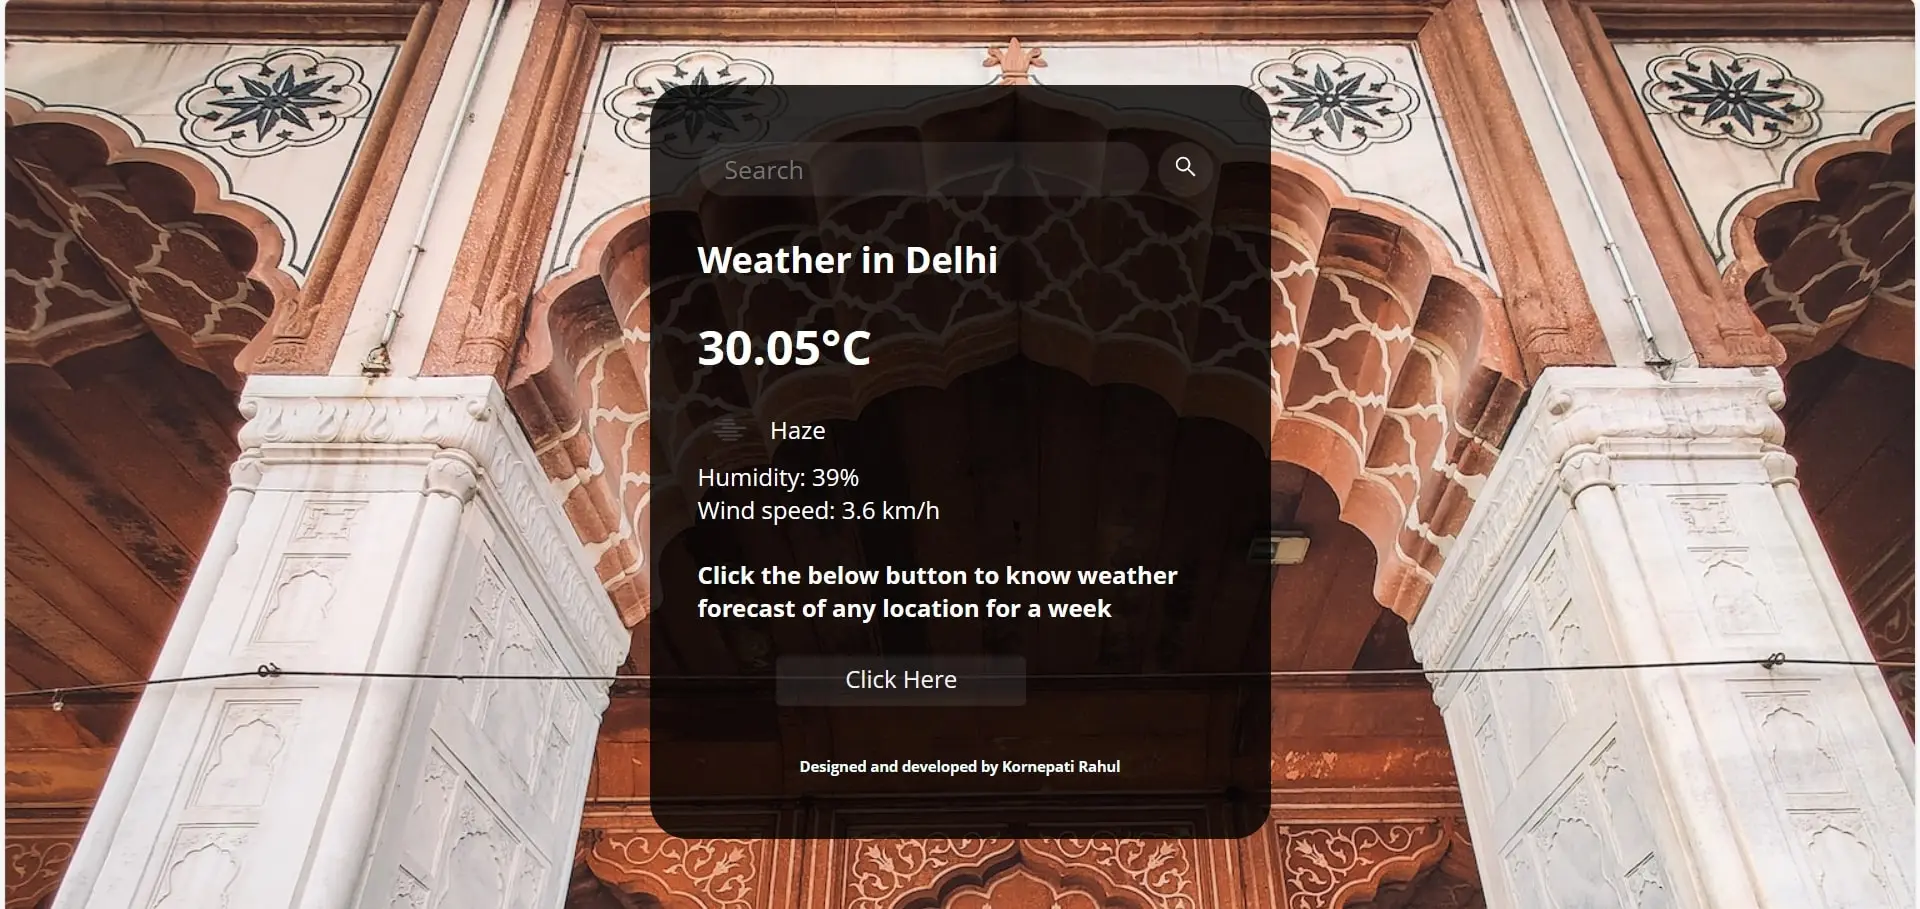 Search
Weather in Delhi
30.05°C
Haze
Humidity: 39%
Wind speed: 3.6 km/h
Click the below button to know weather
forecast of any location for a week
Click Here
Designed and developed by Kornepati Rahul